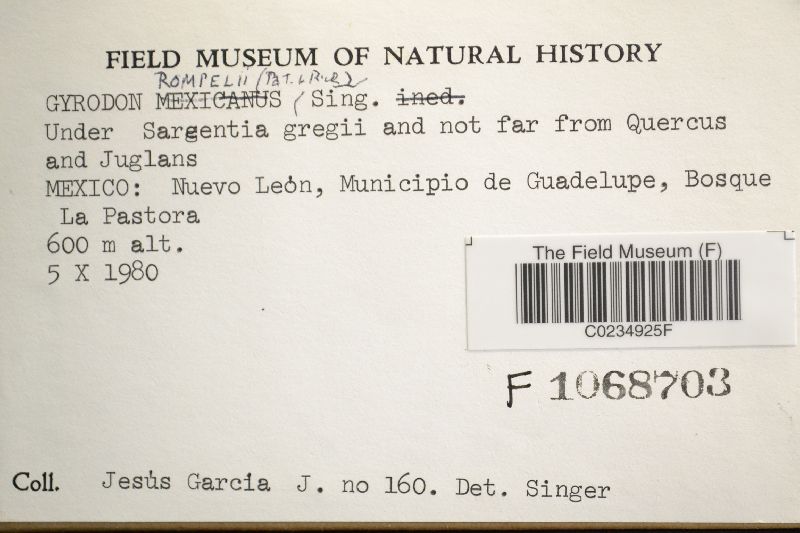 FIELD MUSEUM OF NATURAL HISTORY
ROMPELII (Pat. & Rick)
GYRODON MEXICANUS ( Sing. ined.
Under Sargentia gregii and not far from Quercus
and Juglans
MEXICO: Nuevo León, Municipio de Guadelupe, Bosque
La Pastora
600 m alt.
5 X 1980
The Field Museum (F)
C0234925F
F 1068703
Coll. Jesús García J. no 160. Det. Singer